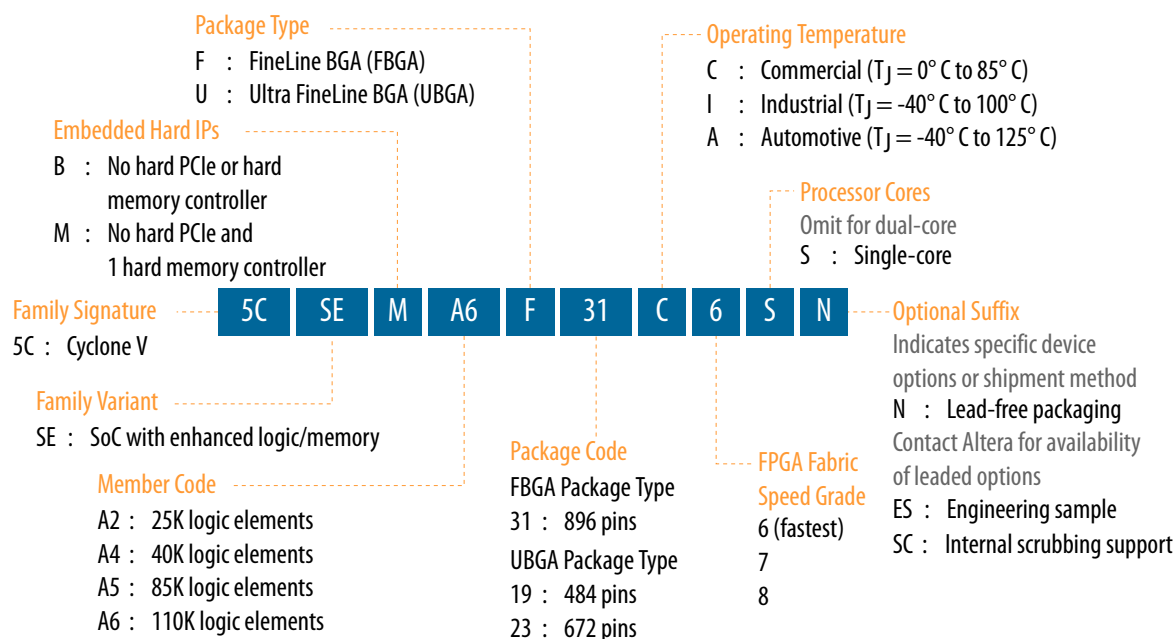 Package Type
F : FineLine BGA (FBGA)
U : Ultra FineLine BGA (UBGA)
Operating Temperature
C : Commercial (TJ = 0° C to 85° C)
I : Industrial (TJ = -40° C to 100° C)
A : Automotive (TJ = -40° C to 125° C)
Embedded Hard IPs
B : No hard PCIe or hard
memory controller
M : No hard PCIe and
1 hard memory controller
Processor Cores
Omit for dual-core
S : Single-core
Family Signature
5C : Cyclone V
5C SE M A6 F 31 C 6 S N
Optional Suffix
Indicates specific device
options or shipment method
N : Lead-free packaging
Contact Altera for availability
of leaded options
ES : Engineering sample
SC : Internal scrubbing support
Family Variant
SE : SoC with enhanced logic/memory
Member Code
A2 : 25K logic elements
A4 : 40K logic elements
A5 : 85K logic elements
A6 : 110K logic elements
Package Code
FBGA Package Type
31 : 896 pins
UBGA Package Type
19 : 484 pins
23 : 672 pins
FPGA Fabric
Speed Grade
6 (fastest)
7
8